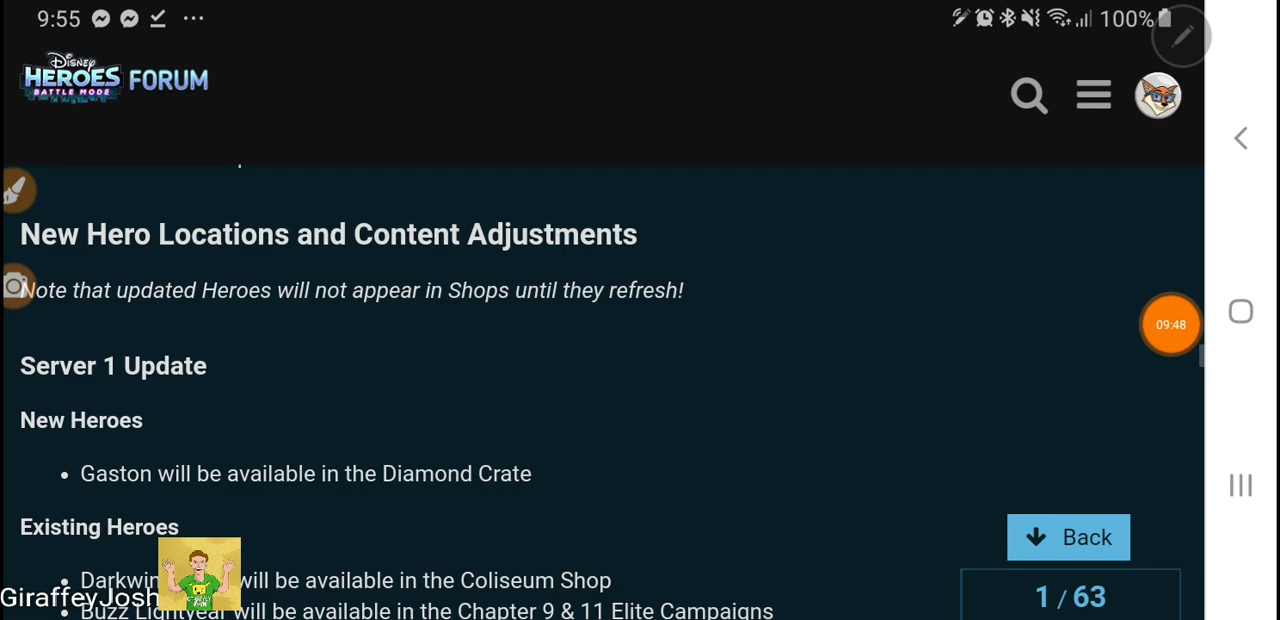 9:55
100%
Disney
HEROES FORUM
BATTLE MODE
New Hero Locations and Content Adjustments
Note that updated Heroes will not appear in Shops until they refresh!
09:48
Server 1 Update
New Heroes
• Gaston will be available in the Diamond Crate
Existing Heroes
Back
• Darkwin will be available in the Coliseum Shop
GiraffeyJosh
1 / 63
• Buzz Lightyear will be available in the Chapter 9 & 11 Elite Campaigns